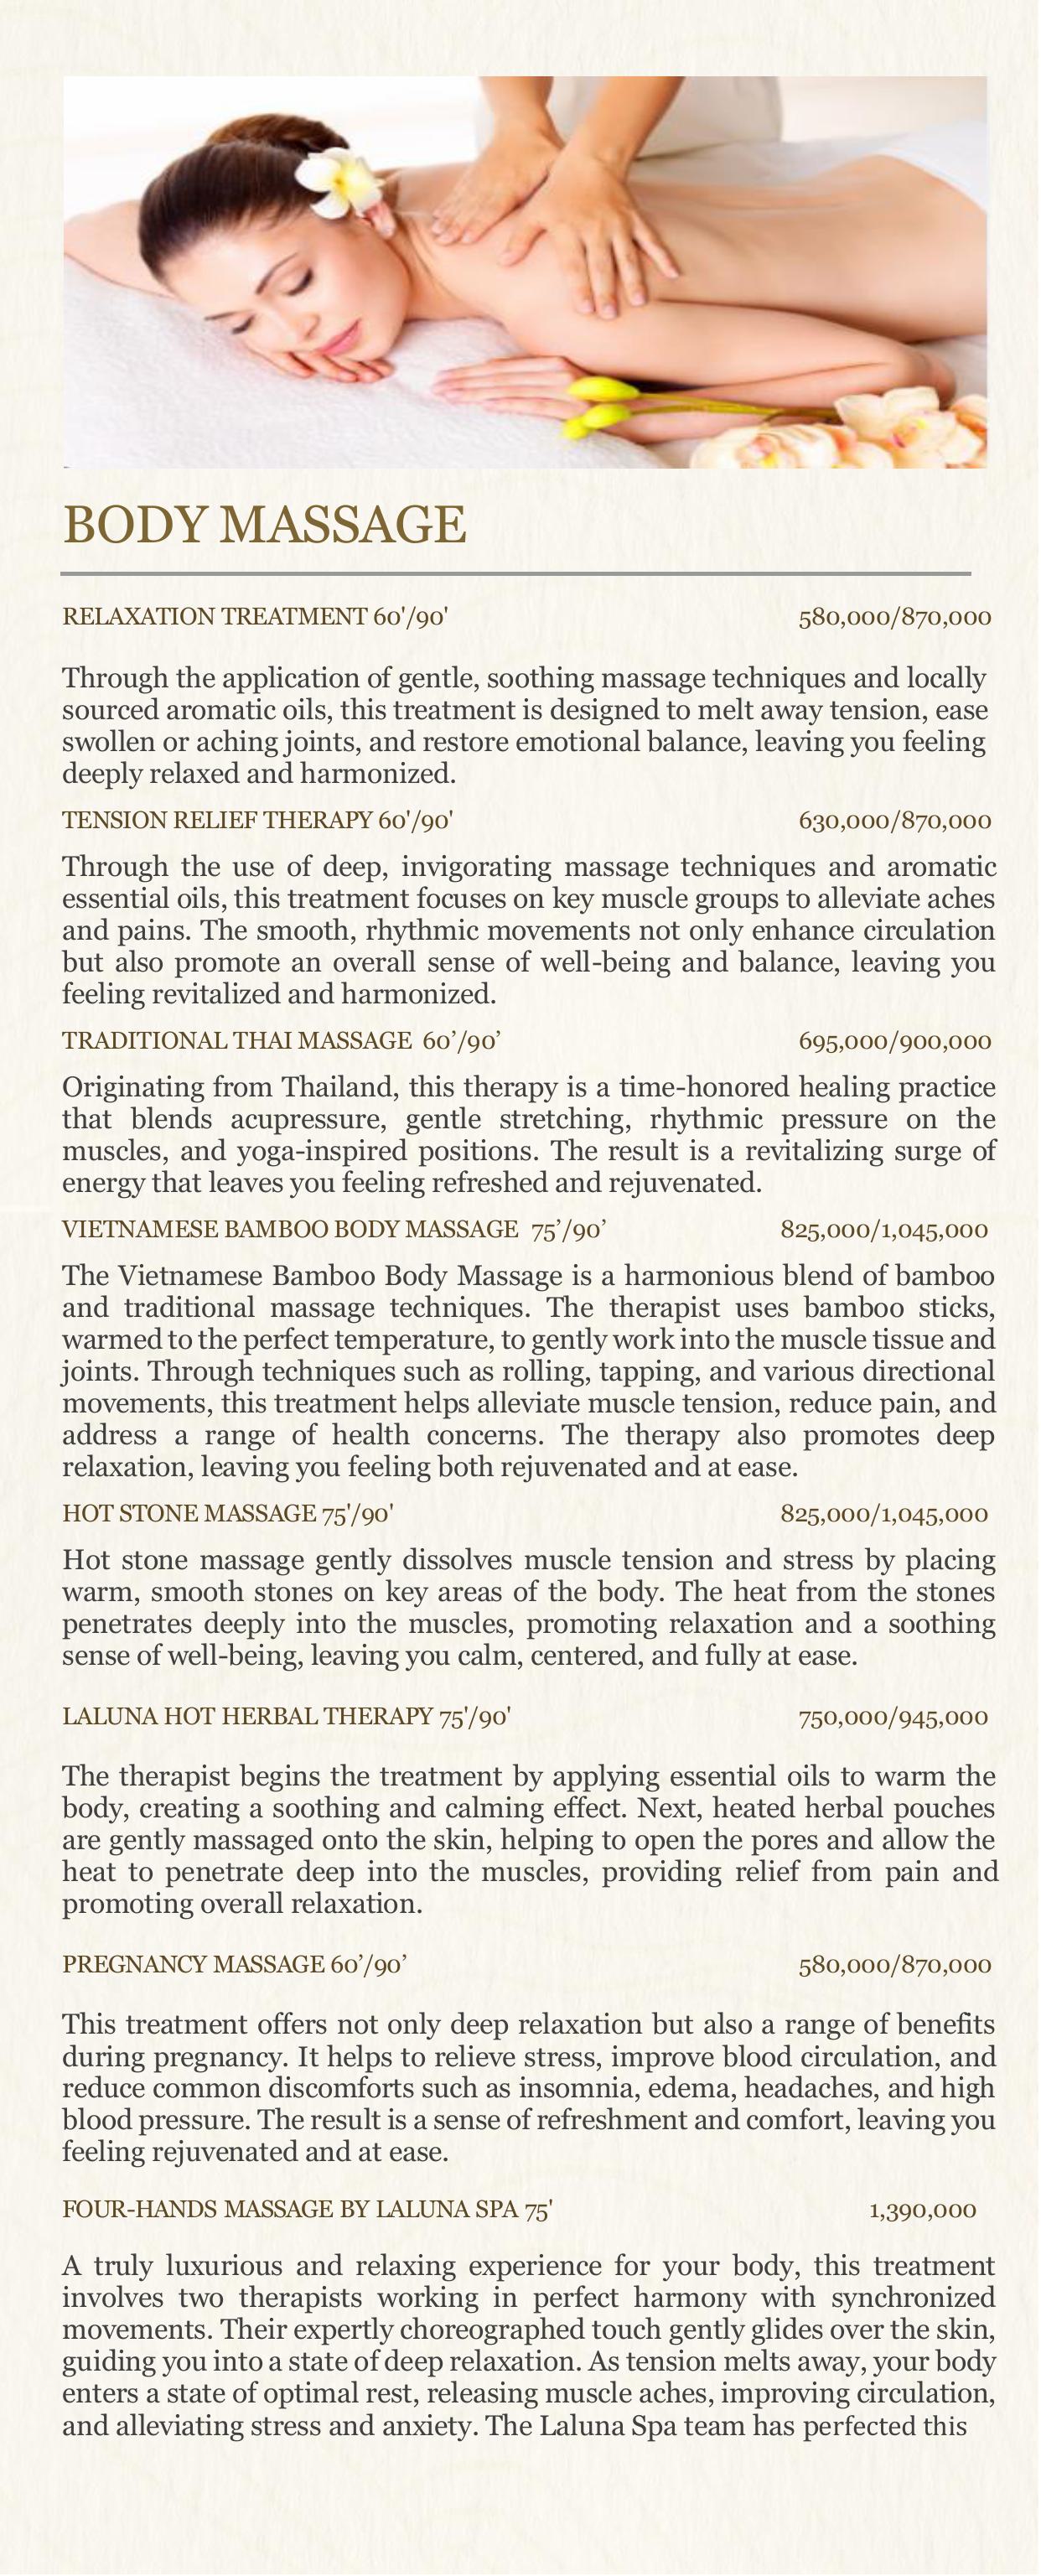 BODY MASSAGE
RELAXATION TREATMENT 60'/90' 580,000/870,000
Through the application of gentle, soothing massage techniques and locally
sourced aromatic oils, this treatment is designed to melt away tension, ease
swollen or aching joints, and restore emotional balance, leaving you feeling
deeply relaxed and harmonized.
TENSION RELIEF THERAPY 60'/90' 630,000/870,000
Through the use of deep, invigorating massage techniques and aromatic
essential oils, this treatment focuses on key muscle groups to alleviate aches
and pains. The smooth, rhythmic movements not only enhance circulation
but also promote an overall sense of well-being and balance, leaving you
feeling revitalized and harmonized.
TRADITIONAL THAI MASSAGE 60’/90’ 695,000/900,000
Originating from Thailand, this therapy is a time-honored healing practice
that blends acupressure, gentle stretching, rhythmic pressure on the
muscles, and yoga-inspired positions. The result is a revitalizing surge of
energy that leaves you feeling refreshed and rejuvenated.
VIETNAMESE BAMBOO BODY MASSAGE 75’/90’ 825,000/1,045,000
The Vietnamese Bamboo Body Massage is a harmonious blend of bamboo
and traditional massage techniques. The therapist uses bamboo sticks,
warmed to the perfect temperature, to gently work into the muscle tissue and
joints. Through techniques such as rolling, tapping, and various directional
movements, this treatment helps alleviate muscle tension, reduce pain, and
address a range of health concerns. The therapy also promotes deep
relaxation, leaving you feeling both rejuvenated and at ease.
HOT STONE MASSAGE 75'/90' 825,000/1,045,000
Hot stone massage gently dissolves muscle tension and stress by placing
warm, smooth stones on key areas of the body. The heat from the stones
penetrates deeply into the muscles, promoting relaxation and a soothing
sense of well-being, leaving you calm, centered, and fully at ease.
LALUNA HOT HERBAL THERAPY 75'/90' 750,000/945,000
The therapist begins the treatment by applying essential oils to warm the
body, creating a soothing and calming effect. Next, heated herbal pouches
are gently massaged onto the skin, helping to open the pores and allow the
heat to penetrate deep into the muscles, providing relief from pain and
promoting overall relaxation.
PREGNANCY MASSAGE 60’/90’ 580,000/870,000
This treatment offers not only deep relaxation but also a range of benefits
during pregnancy. It helps to relieve stress, improve blood circulation, and
reduce common discomforts such as insomnia, edema, headaches, and high
blood pressure. The result is a sense of refreshment and comfort, leaving you
feeling rejuvenated and at ease.
FOUR-HANDS MASSAGE BY LALUNA SPA 75' 1,390,000
A truly luxurious and relaxing experience for your body, this treatment
involves two therapists working in perfect harmony with synchronized
movements. Their expertly choreographed touch gently glides over the skin,
guiding you into a state of deep relaxation. As tension melts away, your body
enters a state of optimal rest, releasing muscle aches, improving circulation,
and alleviating stress and anxiety. The Laluna Spa team has perfected this